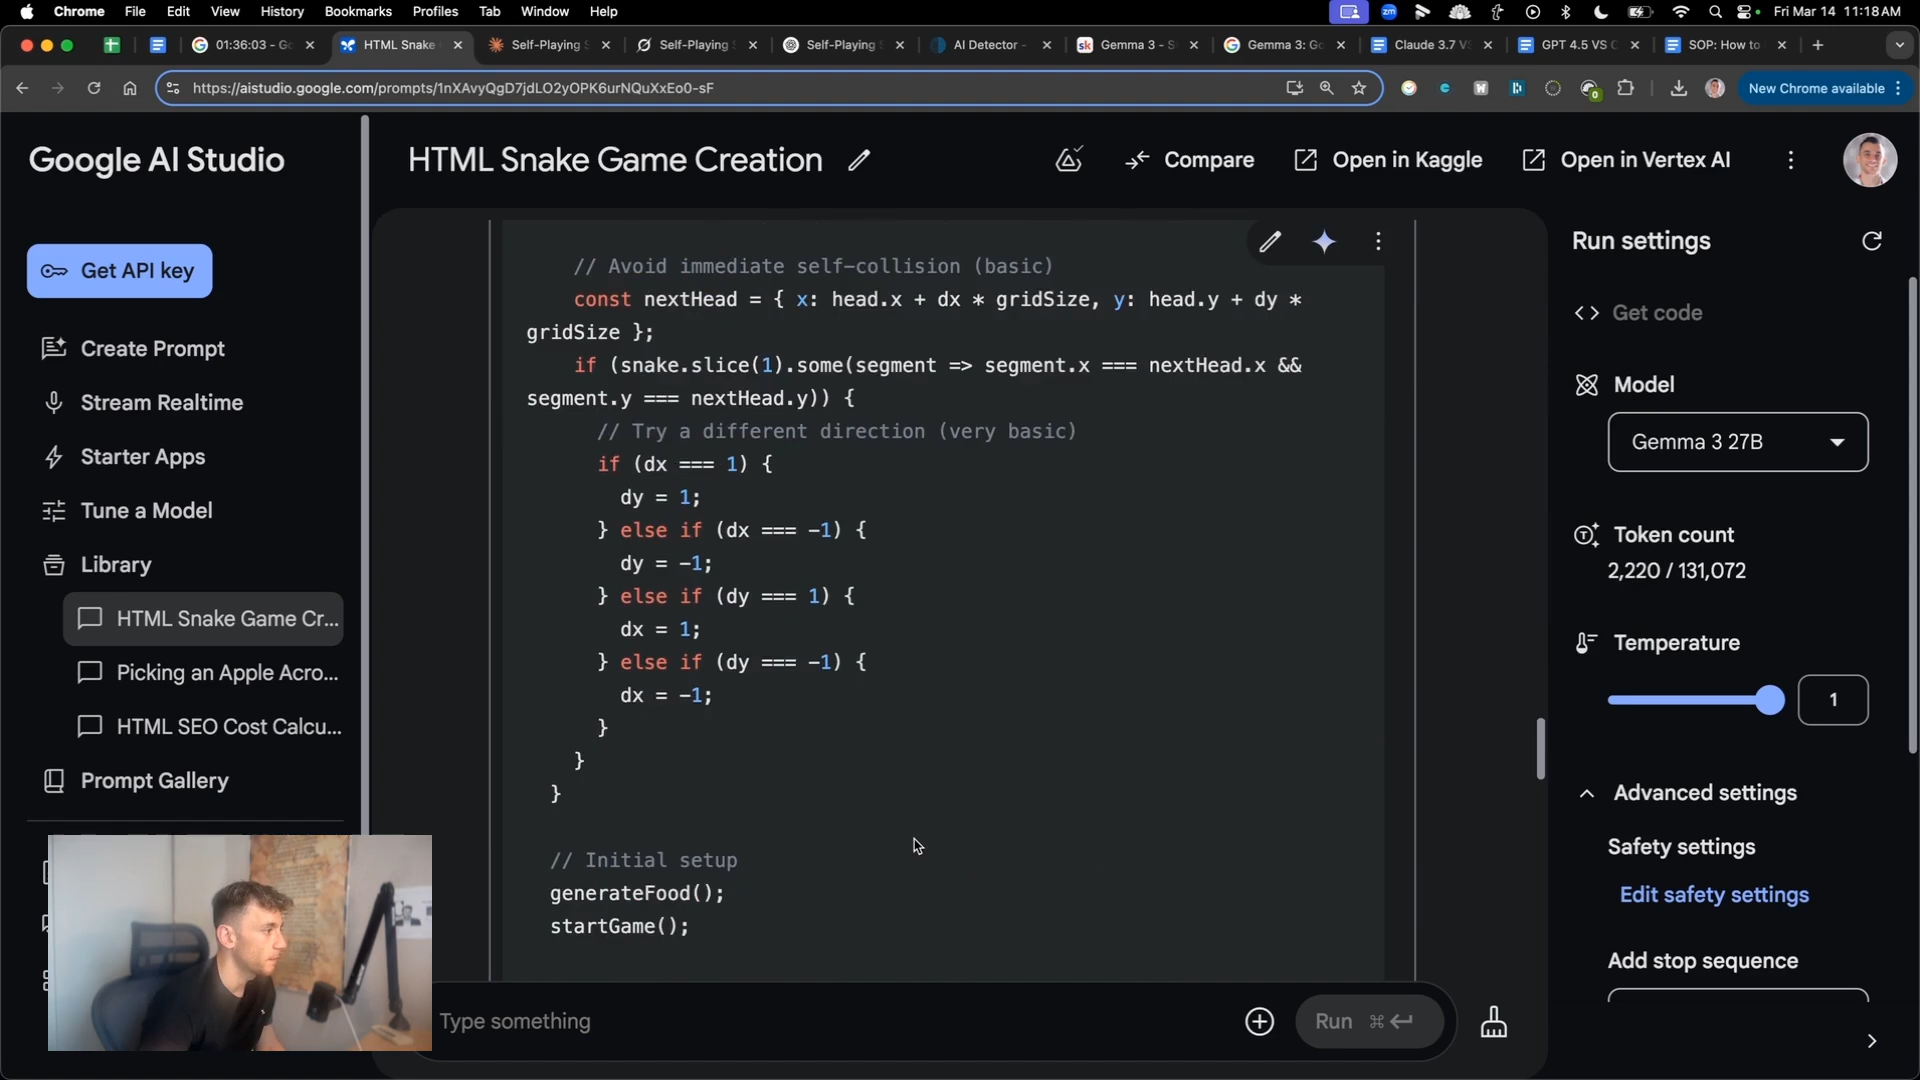 Chrome File Edit View History Bookmarks Profiles Tab Window Help
zm
Fri Mar 14 11:18 AM
01:36:03 - Go
HTML Snake
Self-Playing S
Self-Playing S
Self-Playing S
AI Detector -
sk
Gemma 3 - S
Gemma 3: Go
Claude 3.7 VS
GPT 4.5 VS C
SOP: How to
https://aistudio.google.com/prompts/1nXAvyQgD7jdLO2yOPK6urNQuXxEo0-sF
New Chrome available
Google AI Studio
HTML Snake Game Creation
Compare
Open in Kaggle
Open in Vertex AI
Get API key
Create Prompt
Stream Realtime
Starter Apps
Tune a Model
Library
HTML Snake Game Cr...
Picking an Apple Acro...
HTML SEO Cost Calcu...
Prompt Gallery
// Avoid immediate self-collision (basic)
const nextHead = { x: head.x + dx * gridSize, y: head.y + dy *
gridSize };
if (snake.slice(1).some(segment => segment.x === nextHead.x &&
segment.y === nextHead.y)) {
// Try a different direction (very basic)
if (dx === 1) {
dy = 1;
} else if (dx === -1) {
dy = -1;
} else if (dy === 1) {
dx = 1;
} else if (dy === -1) {
dx = -1;
}
}
}
// Initial setup
generateFood();
startGame();
Type something
Run ⌘ ↵
Run settings
Get code
Model
Gemma 3 27B
Token count
2,220 / 131,072
Temperature
1
Advanced settings
Safety settings
Edit safety settings
Add stop sequence